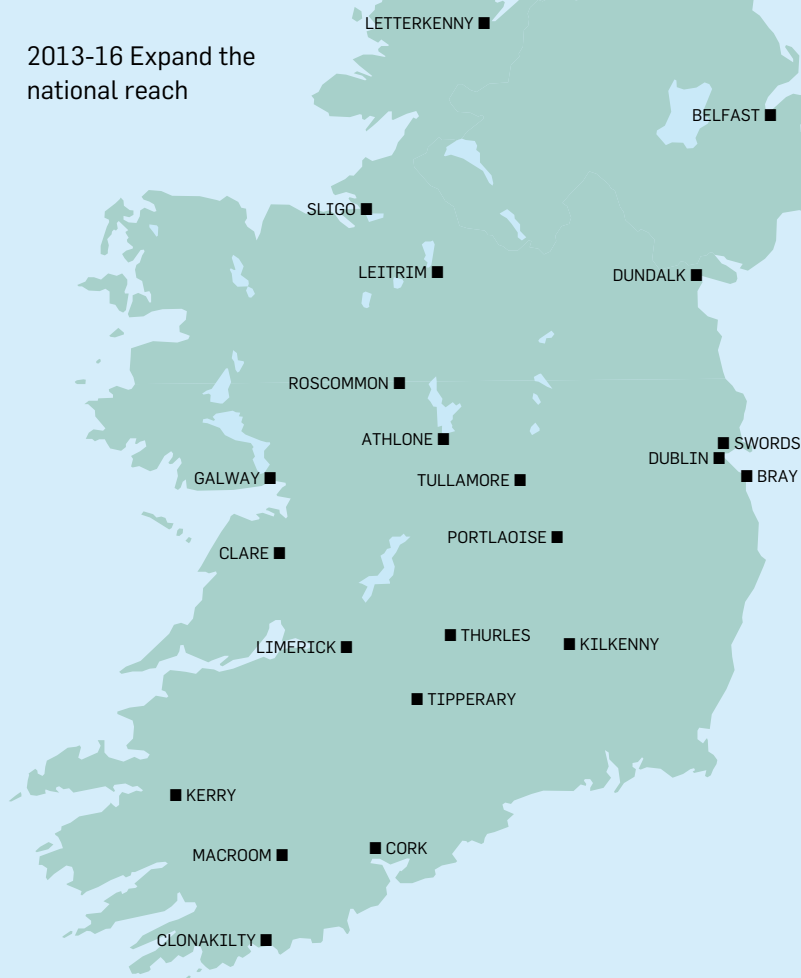 LETTERKENNY
2013-16 Expand the
national reach
BELFAST
SLIGO
LEITRIM
DUNDALK
ROSCOMMON
ATHLONE
SWORDS
DUBLIN
GALWAY
TULLAMORE
BRAY
PORTLAOISE
CLARE
THURLES
KILKENNY
LIMERICK
TIPPERARY
KERRY
CORK
MACROOM
CLONAKILTY